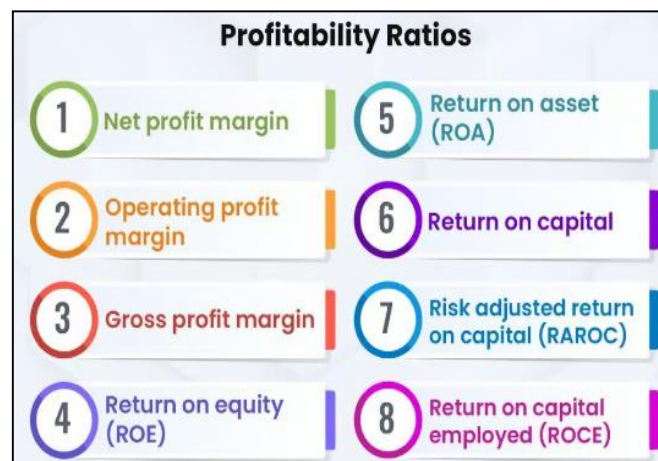 Profitability Ratios
1
Net profit margin
2
Operating profit
margin
3
Gross profit margin
4
Return on equity
(ROE)
5
Return on asset
(ROA)
6
Return on capital
7
Risk adjusted return
on capital (RAROC)
8
Return on capital
employed (ROCE)